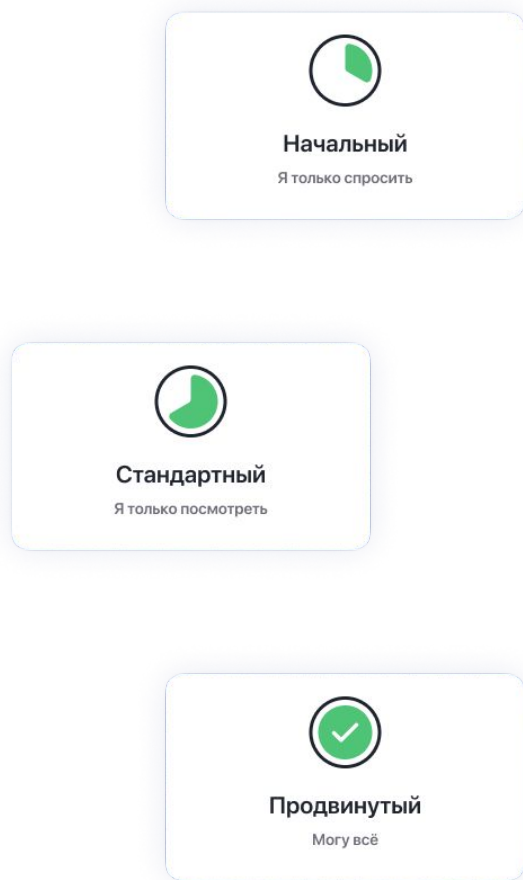 Начальный
Я только спросить
Стандартный
Я только посмотреть
Продвинутый
Могу всё